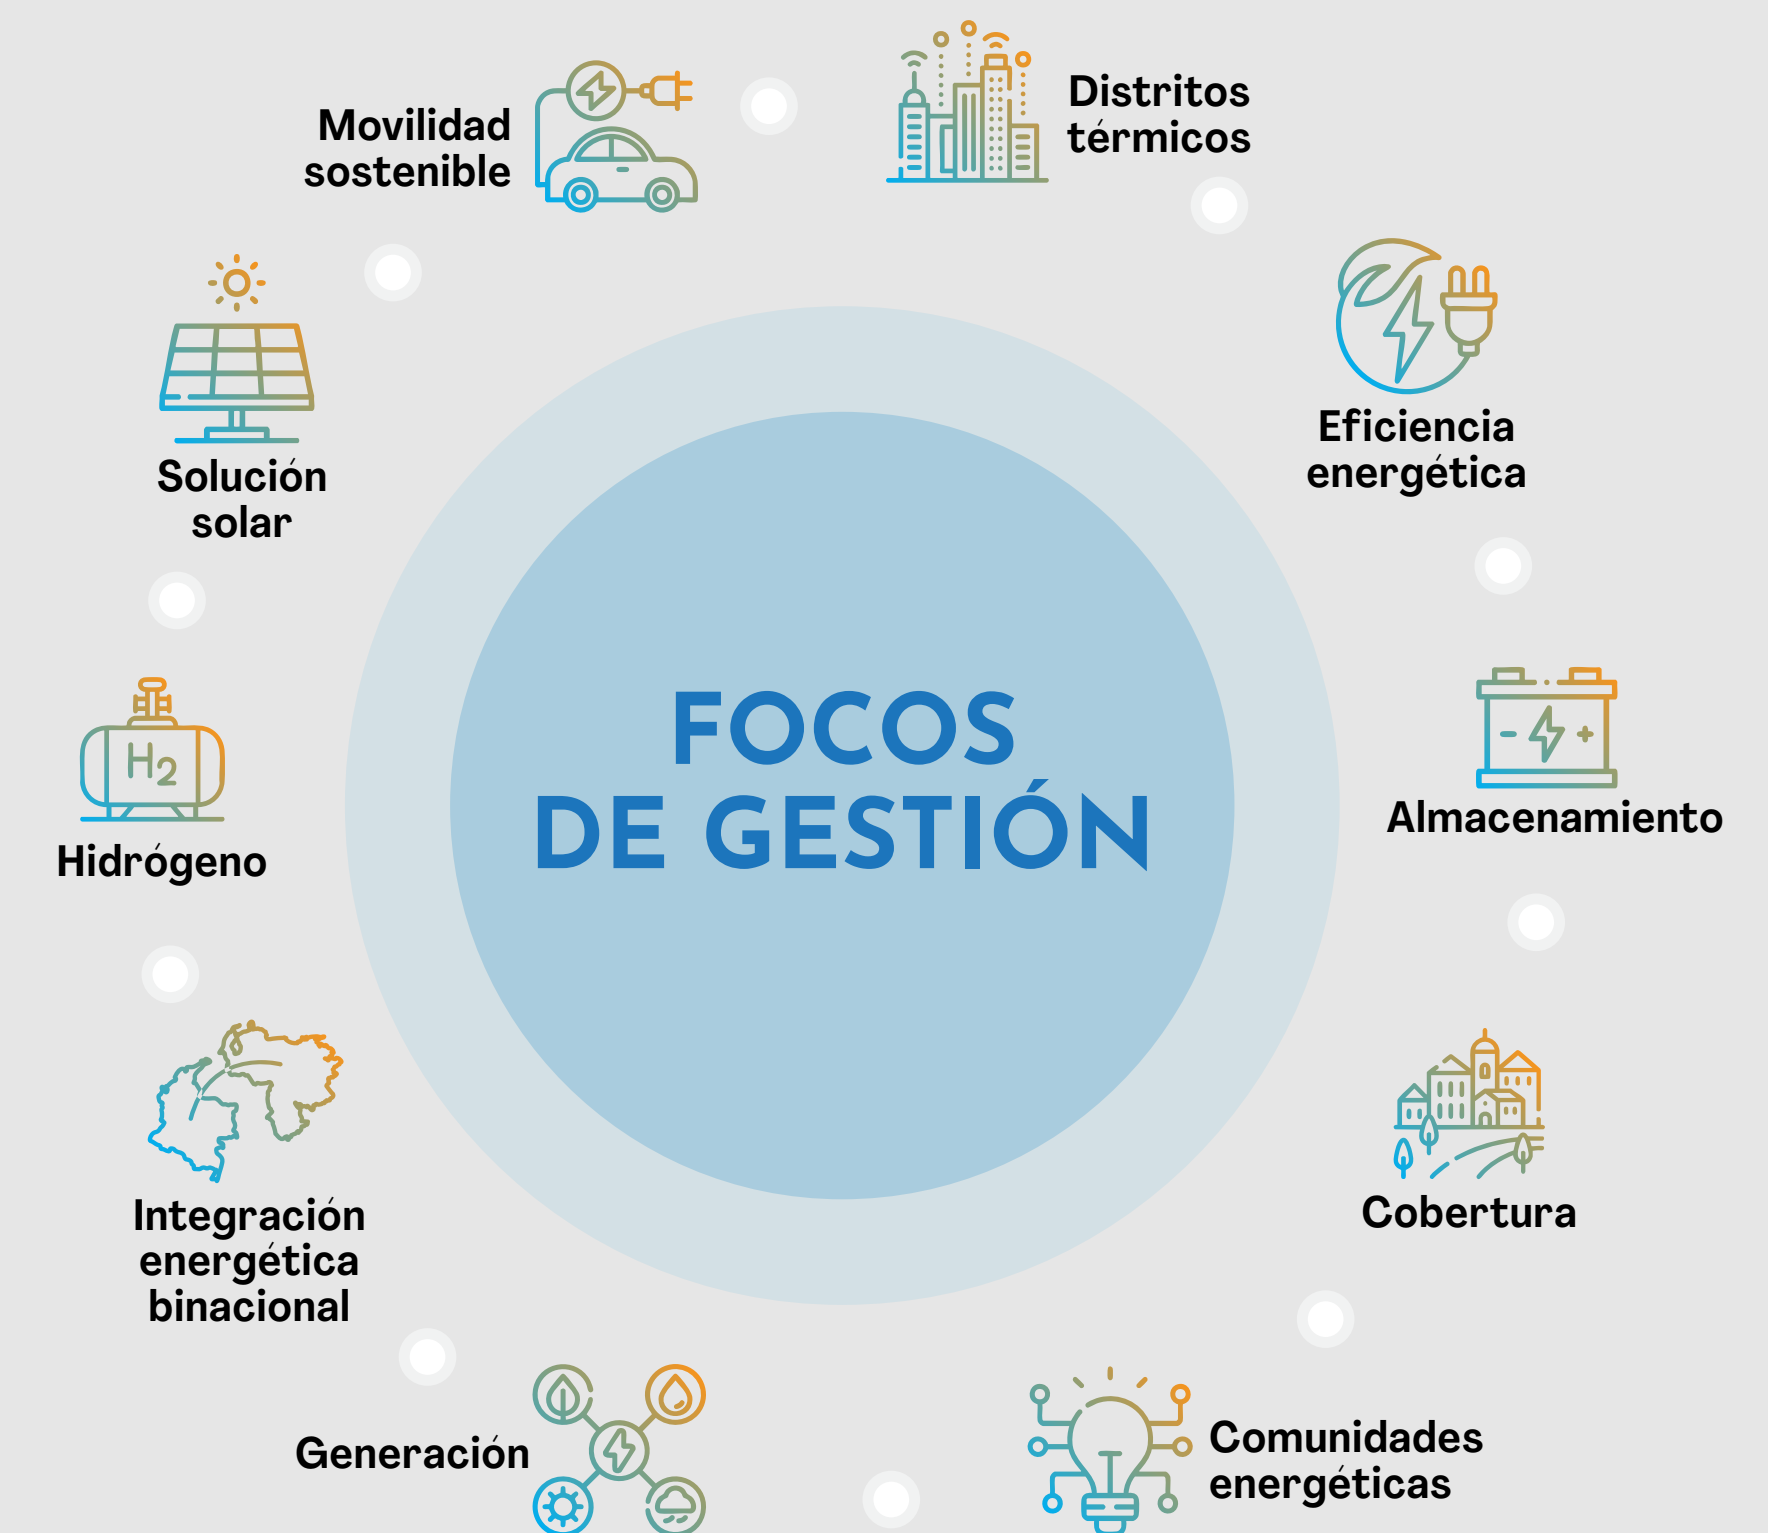 Movilidad
sostenible
Distritos
térmicos
Eficiencia
energética
Solución
solar
FOCOS
DE GESTIÓN
H2
Hidrógeno
Almacenamiento
Integración
energética
binacional
Cobertura
Generación
Comunidades
energéticas